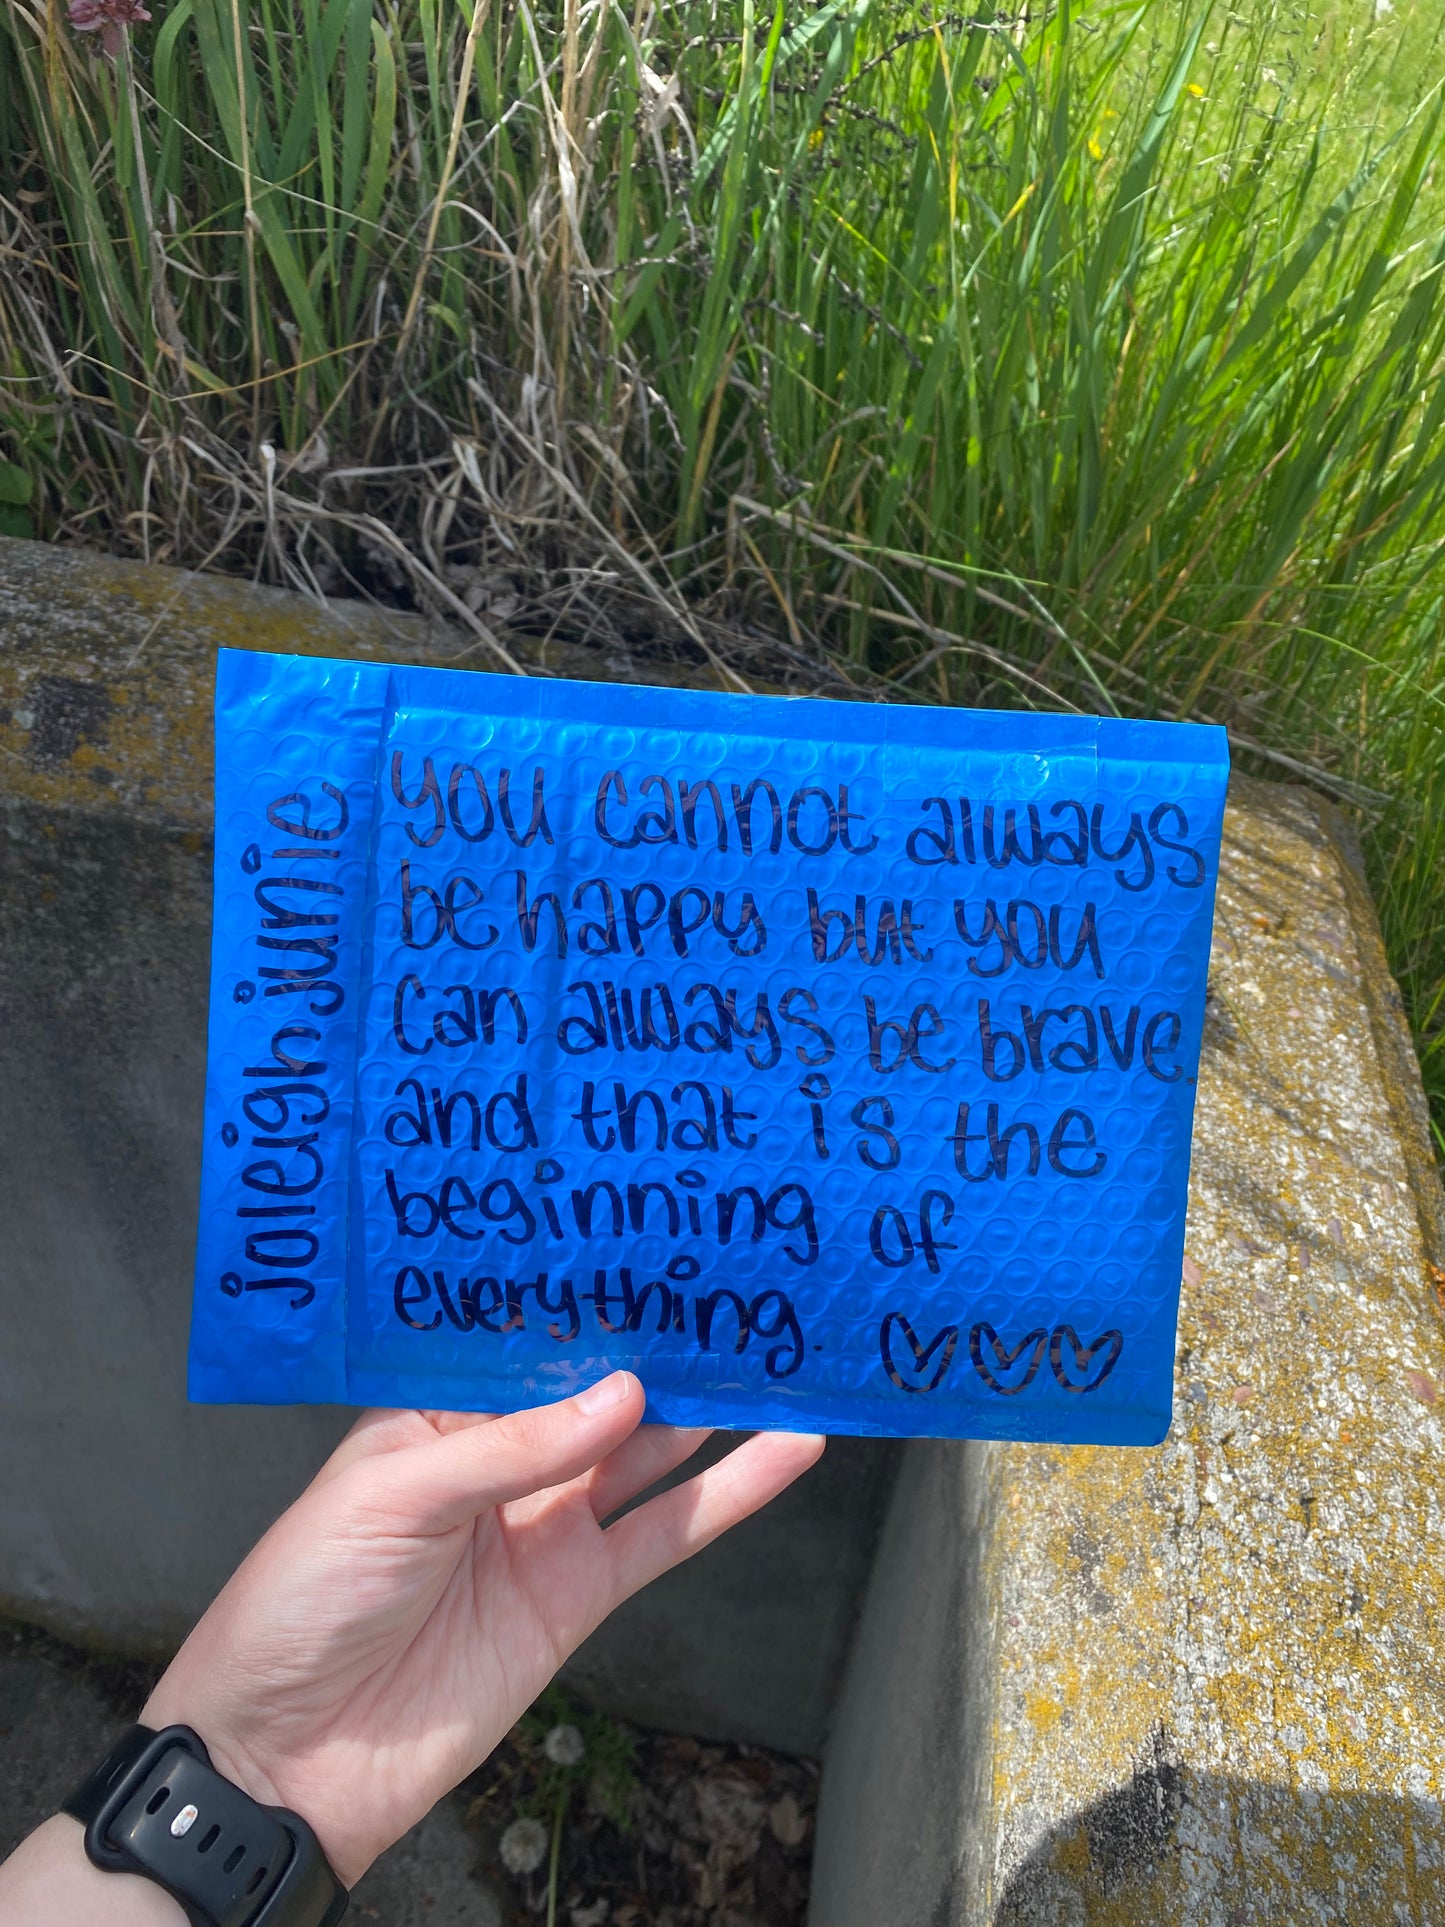 you cannot always
be happy but you
can always be brave.
and that is the
beginning of
everything.
joleighjunie